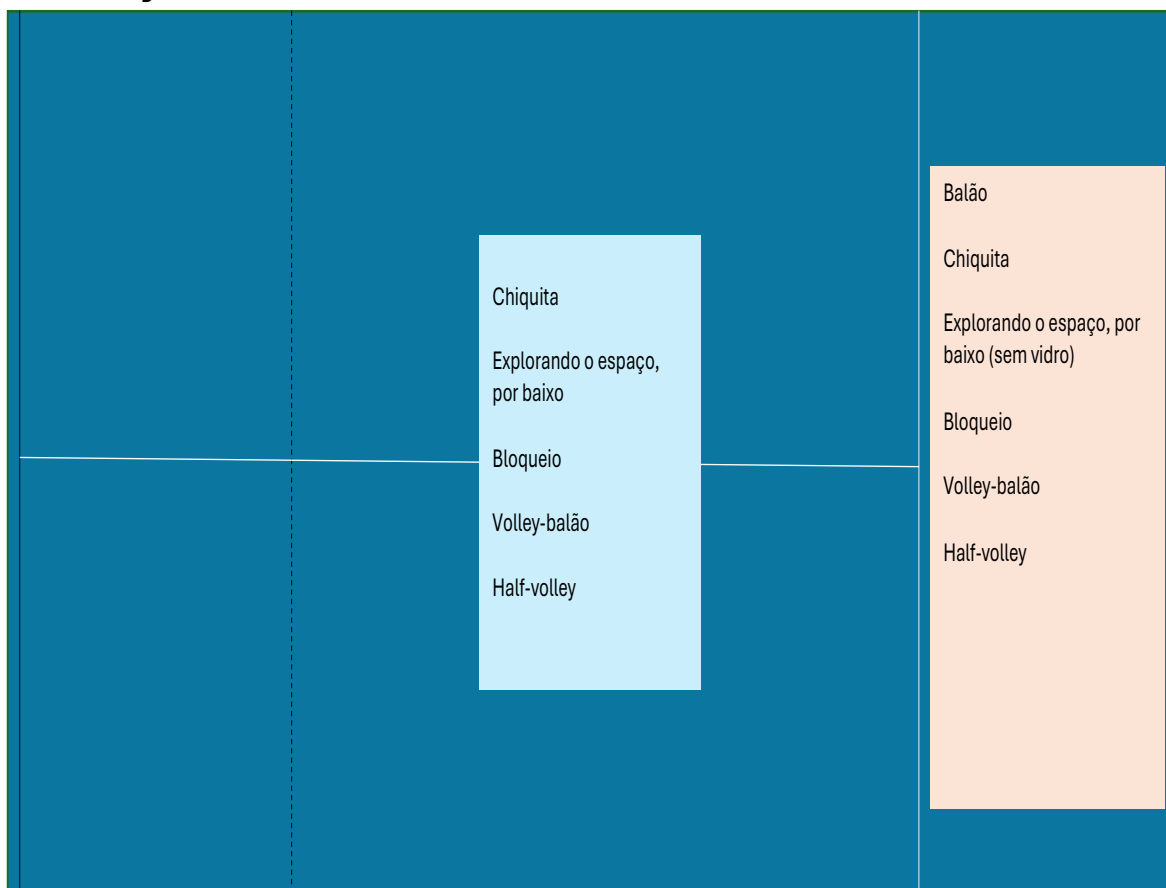 Chiquita
Explorando o espaço,
por baixo
Bloqueio
Volley-balão
Half-volley
Balão
Chiquita
Explorando o espaço, por
baixo (sem vidro)
Bloqueio
Volley-balão
Half-volley